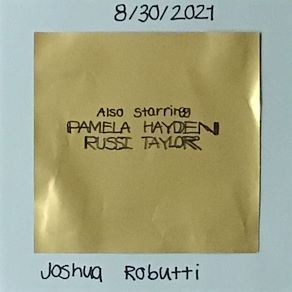 8/30/2021
Also Starring
PAMELA HAYDEN
RUSSI TAYLOR
Joshua Robutti